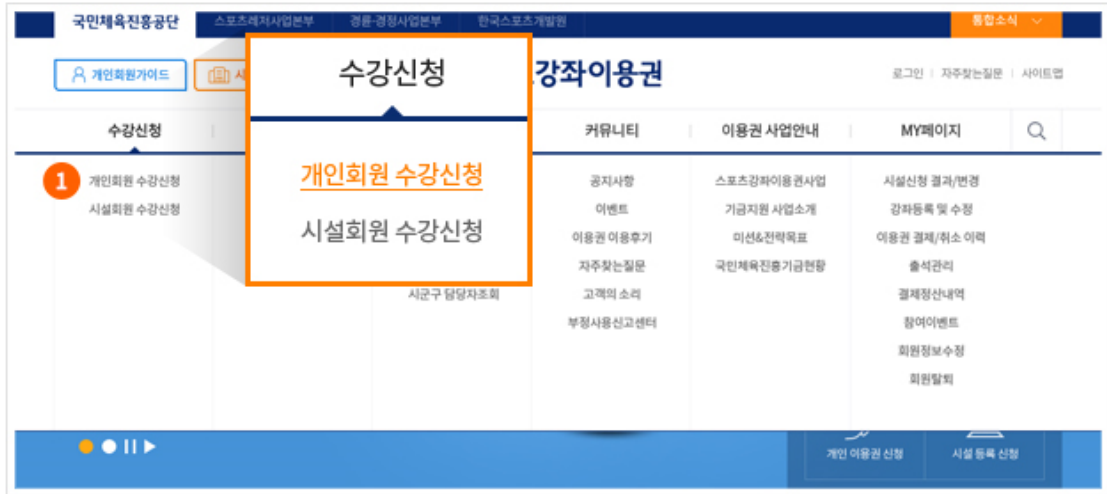 국민체육진흥공단 스포츠레저사업본부 경륜·경정사업본부 한국스포츠개발원 통합소식
개인회원가이드 시
수강신청
강좌이용권
로그인 자주찾는질문 사이트맵
수강신청 커뮤니티 이용권 사업안내 MY페이지
1 개인회원 수강신청
시설회원 수강신청
개인회원 수강신청
시설회원 수강신청
시군구 담당자조회
공지사항
이벤트
이용권 이용후기
자주찾는질문
고객의 소리
부정사용신고센터
스포츠강좌이용권사업
기금지원 사업소개
미션&전략목표
국민체육진흥기금현황
시설신청 결과/변경
강좌등록 및 수정
이용권 결제/취소 이력
출석관리
결제정산내역
참여이벤트
회원정보수정
회원탈퇴
개인 이용권 신청 시설 등록 신청